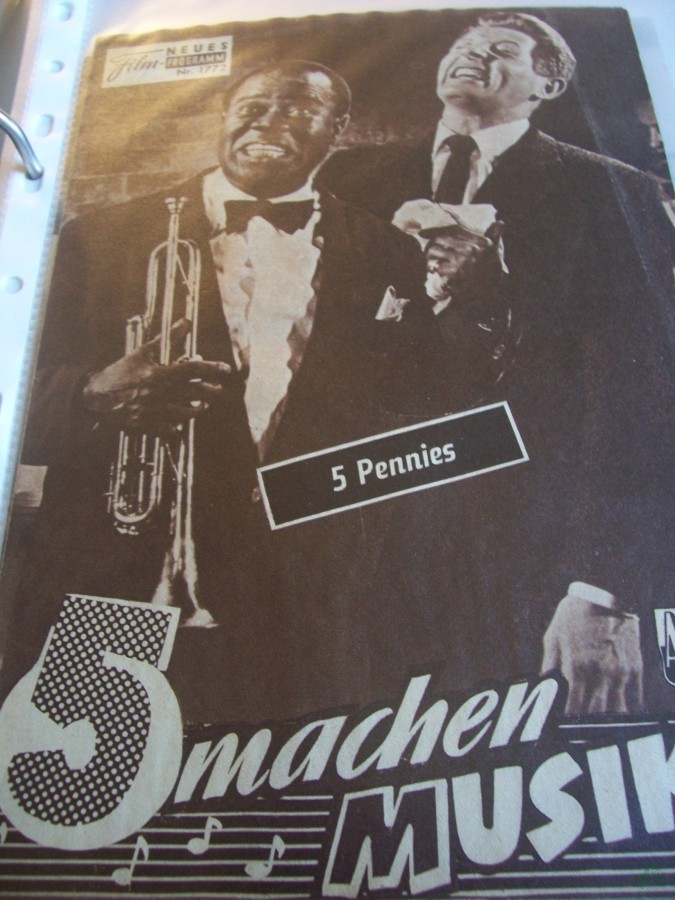 NEUES
Film-PROGRAMM
Nr. 1772
5 Pennies
5 machen
MUSIK